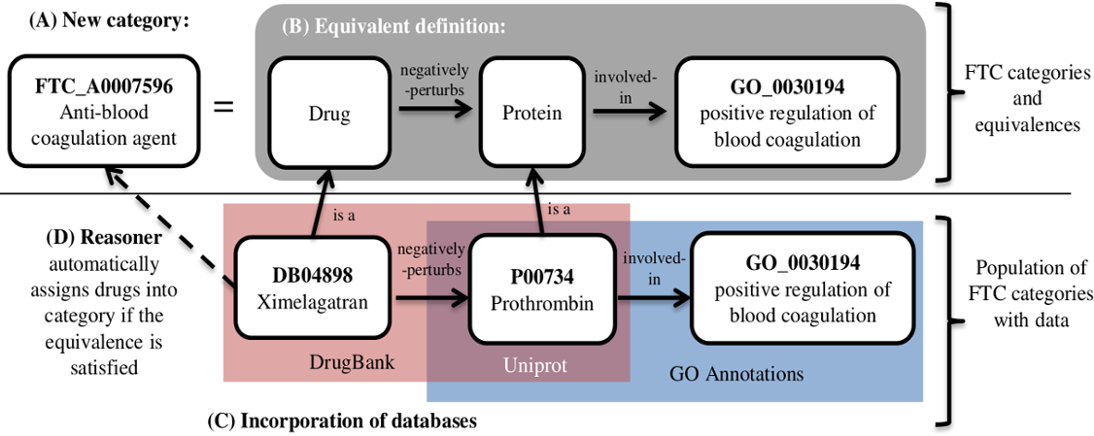 (A) New category:
FTC_A0007596
Anti-blood
coagulation agent
=
(B) Equivalent definition:
Drug
negatively
-perturbs
Protein
involved-
in
GO_0030194
positive regulation of
blood coagulation
FTC categories
and
equivalences
is a
is a
(D) Reasoner
automatically
assigns drugs into
category if the
equivalence is
satisfied
DB04898
Ximelagatran
negatively
-perturbs
P00734
Prothrombin
involved-
in
GO_0030194
positive regulation of
blood coagulation
DrugBank
Uniprot
GO Annotations
Population of
FTC categories
with data
(C) Incorporation of databases